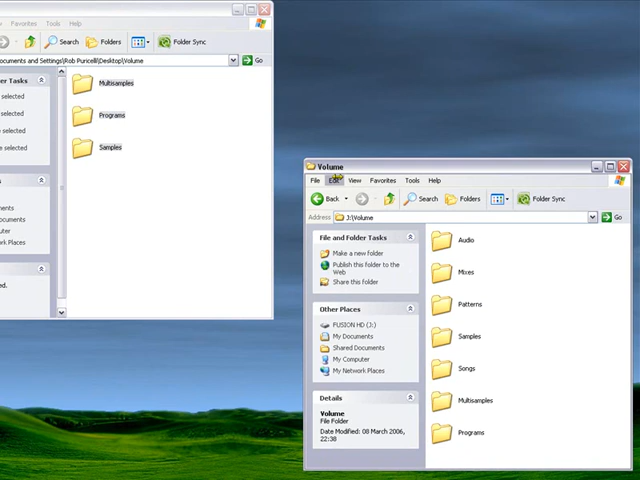 Favorites Tools Help
Search Folders Folder Sync
ocuments and Settings\Rob Puricelli\Desktop\Volume Go
er Tasks
selected
selected
selected
selected
Multisamples
Programs
Samples
s
ments
ocuments
uter
work Places
ed.
Volume
File Edit View Favorites Tools Help
Back Search Folders Folder Sync
Address J:\Volume Go
File and Folder Tasks
Make a new folder
Publish this folder to the
Web
Share this folder
Other Places
FUSION HD (J:)
My Documents
Shared Documents
My Computer
My Network Places
Details
Volume
File Folder
Date Modified: 08 March 2006,
22:38
Audio
Mixes
Patterns
Samples
Songs
Multisamples
Programs